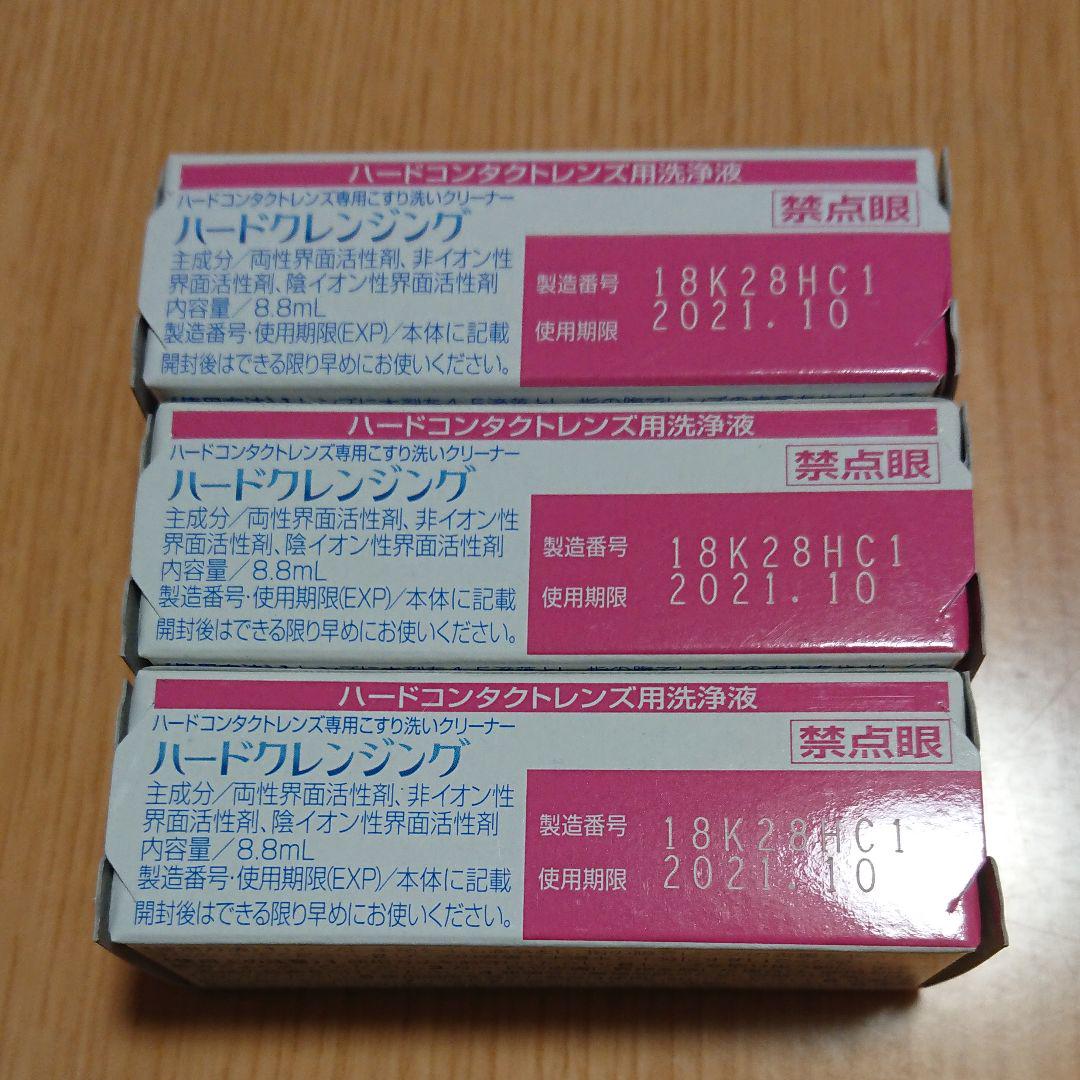 ハードコンタクトレンズ用洗浄液
ハードコンタクトレンズ専用こすり洗いクリーナー
禁点眼
ハードクレンジング
主成分/両性界面活性剤、非イオン性
界面活性剤、陰イオン性界面活性剤
内容量/8.8mL
製造番号・使用期限(EXP)/本体に記載
開封後はできる限り早めにお使いください。
製造番号 18K28HC1
使用期限 2021.10
ハードコンタクトレンズ用洗浄液
ハードコンタクトレンズ専用こすり洗いクリーナー
禁点眼
ハードクレンジング
主成分/両性界面活性剤、非イオン性
界面活性剤、陰イオン性界面活性剤
内容量/8.8mL
製造番号・使用期限(EXP)/本体に記載
開封後はできる限り早めにお使いください。
製造番号 18K28HC1
使用期限 2021.10
ハードコンタクトレンズ用洗浄液
ハードコンタクトレンズ専用こすり洗いクリーナー
禁点眼
ハードクレンジング
主成分/両性界面活性剤、非イオン性
界面活性剤、陰イオン性界面活性剤
内容量/8.8mL
製造番号・使用期限(EXP)/本体に記載
開封後はできる限り早めにお使いください。
製造番号 18K28HC1
使用期限 2021.10